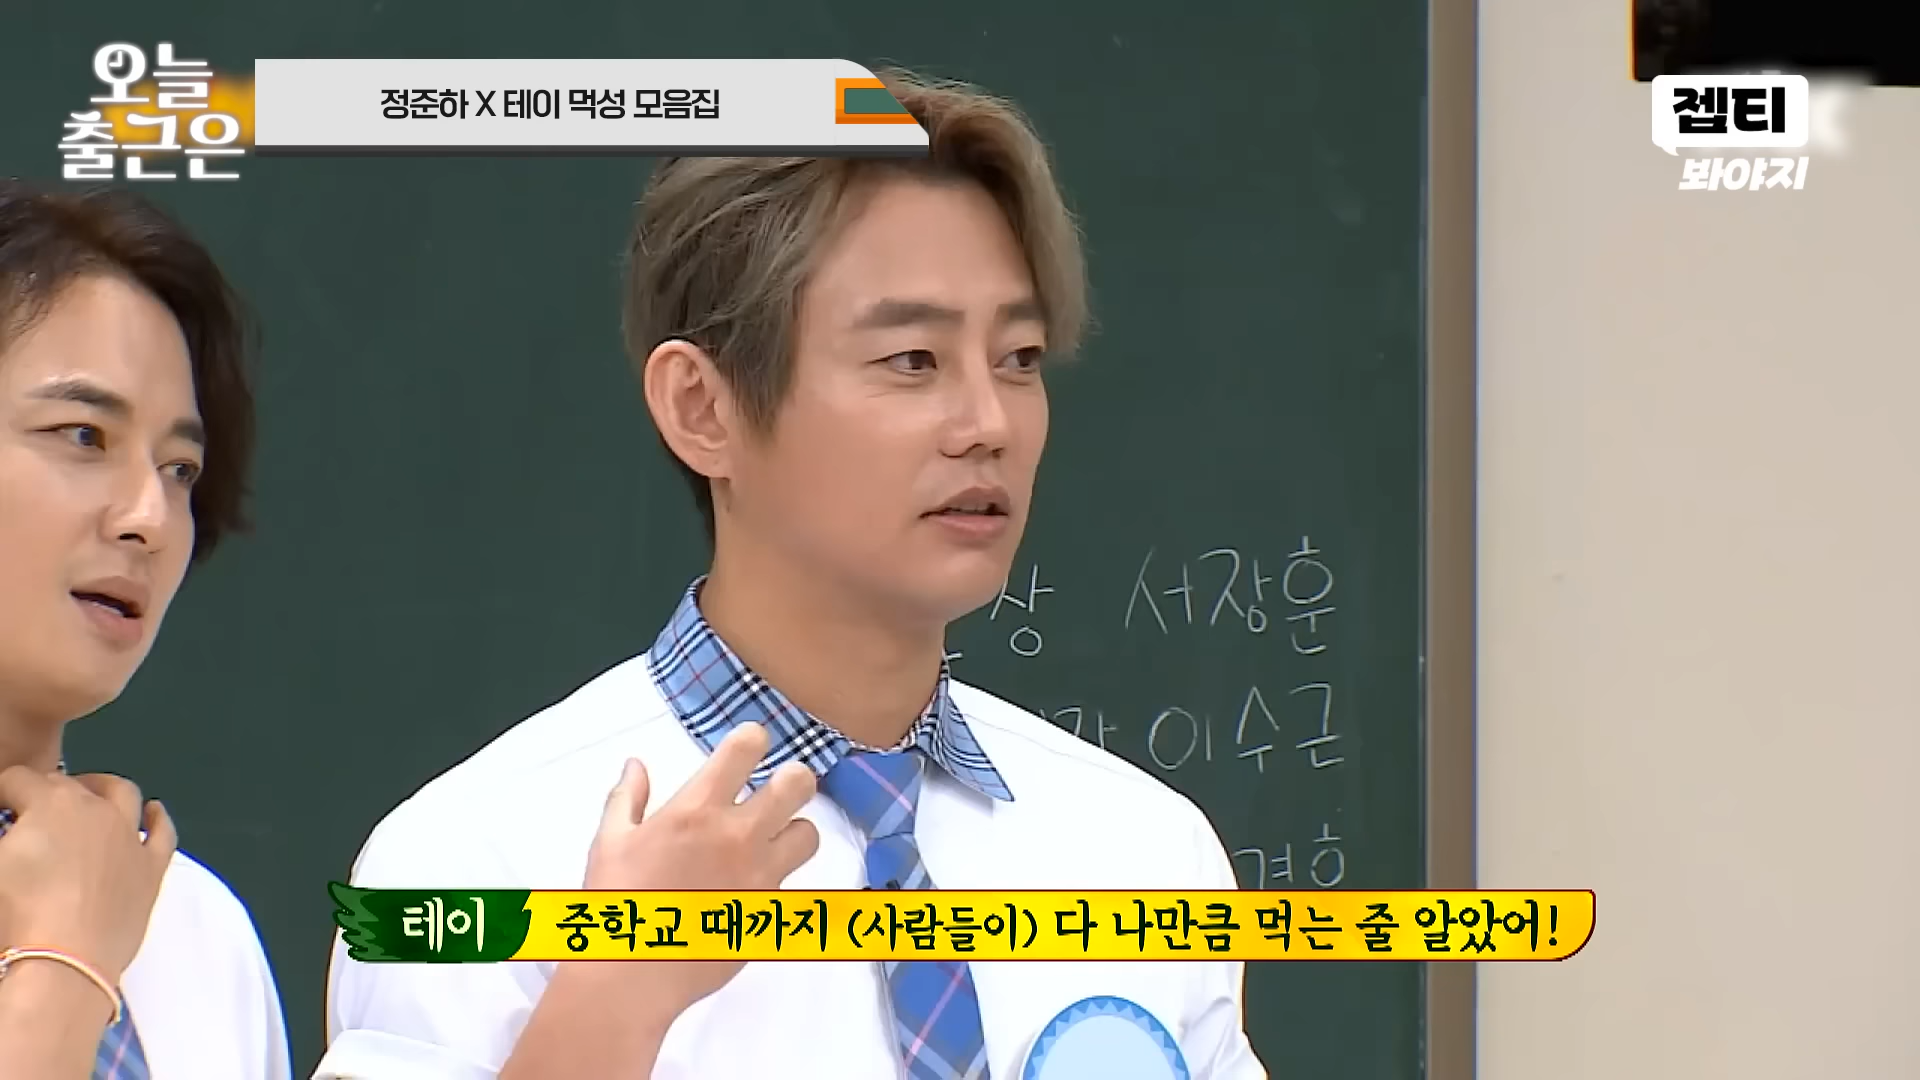 오늘
출근은
정준하 X 테이 먹성 모음집
젭티
봐야지
상 서장훈
이수근
경호
테이 중학교 때까지 (사람들이) 다 나만큼 먹는 줄 알았어!